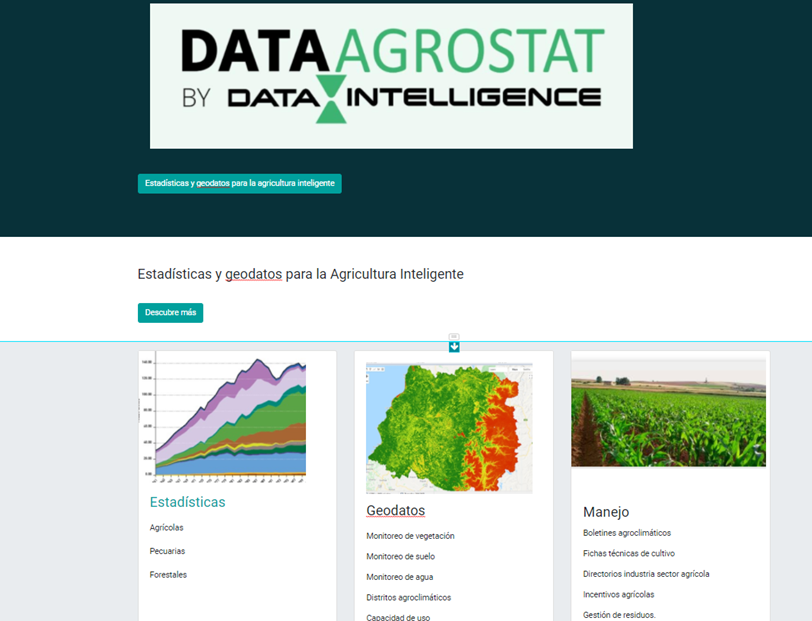 DATAAGROSTAT
BY DATA INTELLIGENCE
Estadísticas y geodatos para la agricultura inteligente
Estadísticas y geodatos para la Agricultura Inteligente
Descubre más
Estadísticas
Agrícolas
Pecuarias
Forestales
Geodatos
Monitoreo de vegetación
Monitoreo de suelo
Monitoreo de agua
Distritos agroclimáticos
Capacidad de uso
Manejo
Boletines agroclimáticos
Fichas técnicas de cultivo
Directorios industria sector agrícola
Incentivos agrícolas
Gestión de residuos.